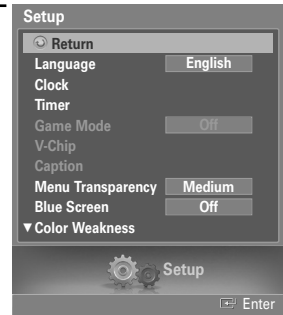 Setup
Return
Language English
Clock
Timer
Game Mode Off
V-Chip
Caption
Menu Transparency Medium
Blue Screen Off
▼Color Weakness
Setup
Enter